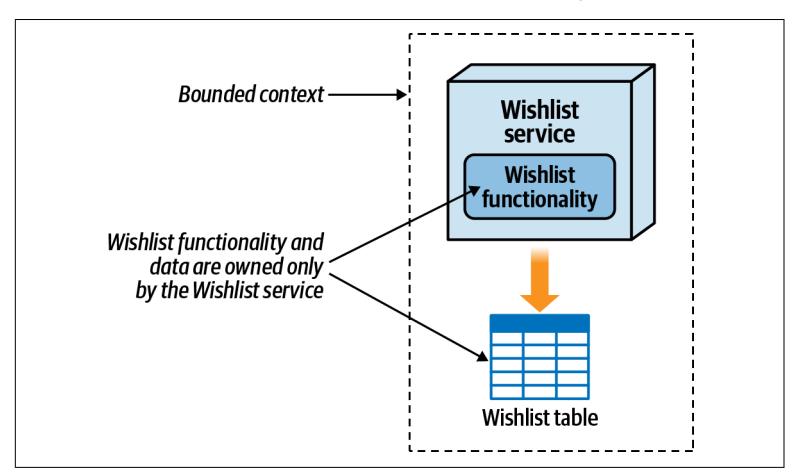 Bounded context
Wishlist
service
Wishlist
functionality
Wishlist functionality and
data are owned only
by the Wishlist service
Wishlist table